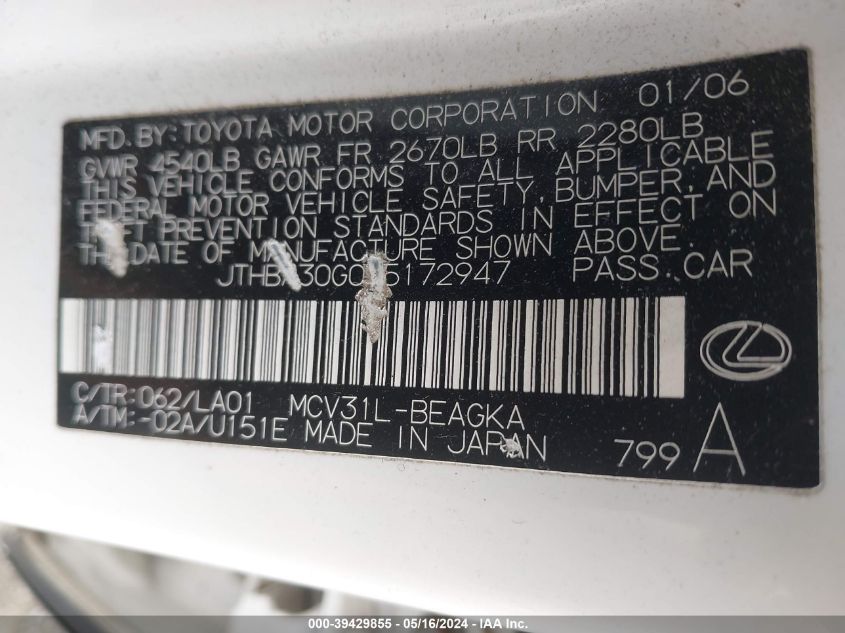 MFD. BY: TOYOTA MOTOR CORPORATION 01/06
GVWR 4540LB GAWR FR 2670LB RR 2280LB
THIS VEHICLE CONFORMS TO ALL APPLICABLE
FEDERAL MOTOR VEHICLE SAFETY, BUMPER, AND
THEFT PREVENTION STANDARDS IN EFFECT ON
THE DATE OF MANUFACTURE SHOWN ABOVE.
PASS. CAR
C/TR: 062/LA01 MCV31L-BEAGKA
A/TM: -02A/U151E MADE IN JAPAN 799 A
000-39429855 - 05/16/2024 - IAA Inc.